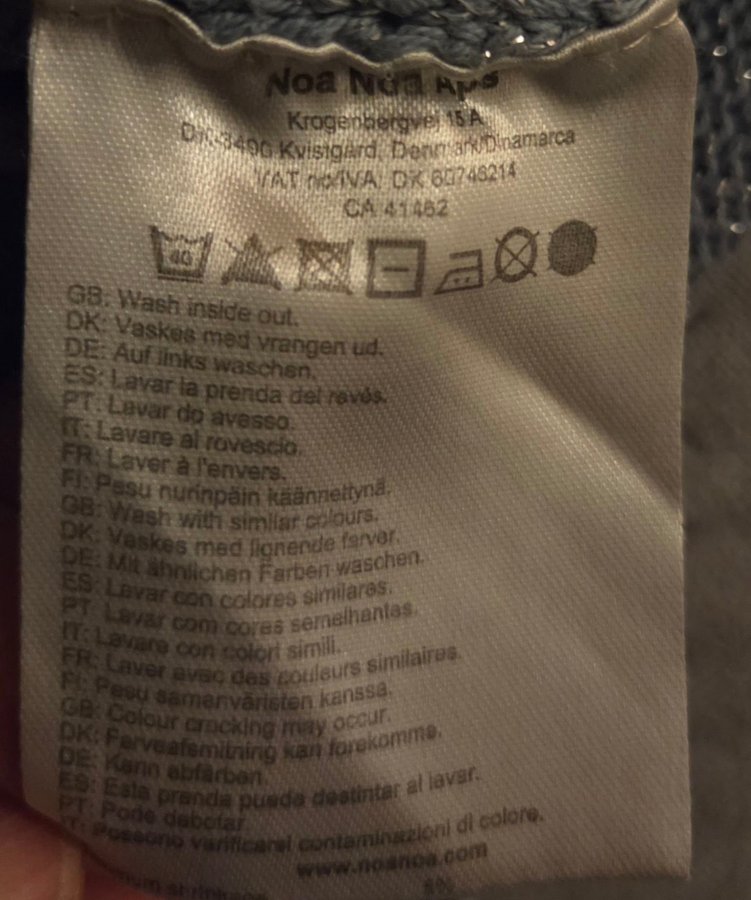 Noa Noa Aps
Krogenbergvej 15 A
DK-3490 Kvistgård, Denmark/Dinamarca
VAT no/IVA: DK 60746214
CA 41462
40
GB: Wash inside out.
DK: Vaskes med vrangen ud.
DE: Auf links waschen.
ES: Lavar la prenda del revés.
PT: Lavar do avesso.
IT: Lavare al rovescio.
FR: Laver à l'envers.
FI: Pesu nurinpäin käännettynä.
GB: Wash with similar colours.
DK: Vaskes med lignende farver.
DE: Mit ähnlichen Farben waschen.
ES: Lavar con colores similares.
PT: Lavar com cores semelhantes.
IT: Lavare con colori simili.
FR: Laver avec des couleurs similaires.
FI: Pesu samanväristen kanssa.
GB: Colour crocking may occur.
DK: Farveafsmitning kan forekomme.
DE: Kann abfärben.
ES: Esta prenda puede destintar al lavar.
PT: Pode debotar
IT: Possono verificarsi contaminazioni di colore.
www.noanoa.com
5%